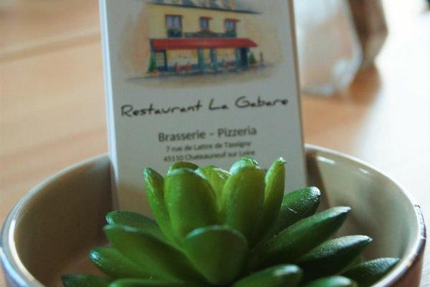 Restaurant La Gabare
Brasserie - Pizzeria
7 rue de Lattre de Tassigny
45110 Chateauneuf sur Loire